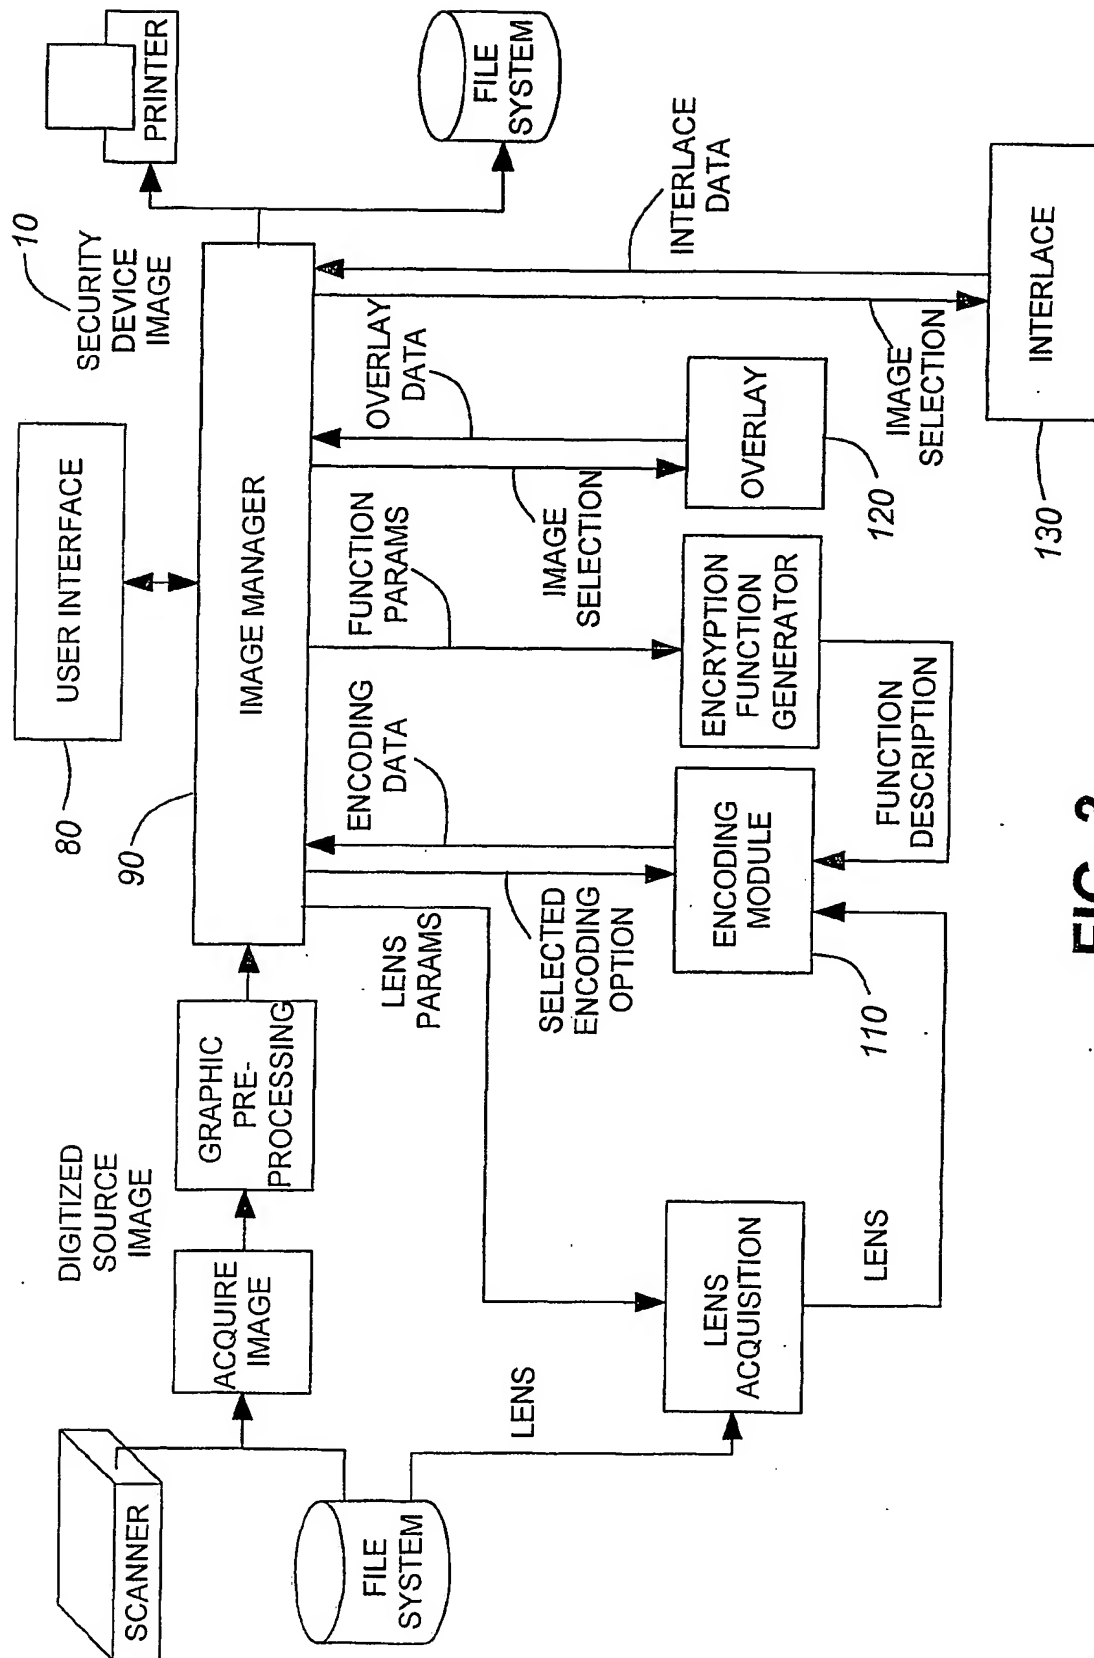 SCANNER
FILE
SYSTEM
DIGITIZED
SOURCE
IMAGE
ACQUIRE
IMAGE
GRAPHIC
PRE-
PROCESSING
LENS
LENS
ACQUISITION
LENS
LENS
PARAMS
80
USER INTERFACE
90
IMAGE MANAGER
SELECTED
ENCODING
OPTION
ENCODING
DATA
110
ENCODING
MODULE
FUNCTION
PARAMS
ENCRYPTION
FUNCTION
GENERATOR
FUNCTION
DESCRIPTION
IMAGE
SELECTION
OVERLAY
DATA
OVERLAY
120
10
SECURITY
DEVICE
IMAGE
PRINTER
FILE
SYSTEM
INTERLACE
DATA
IMAGE
SELECTION
INTERLACE
130